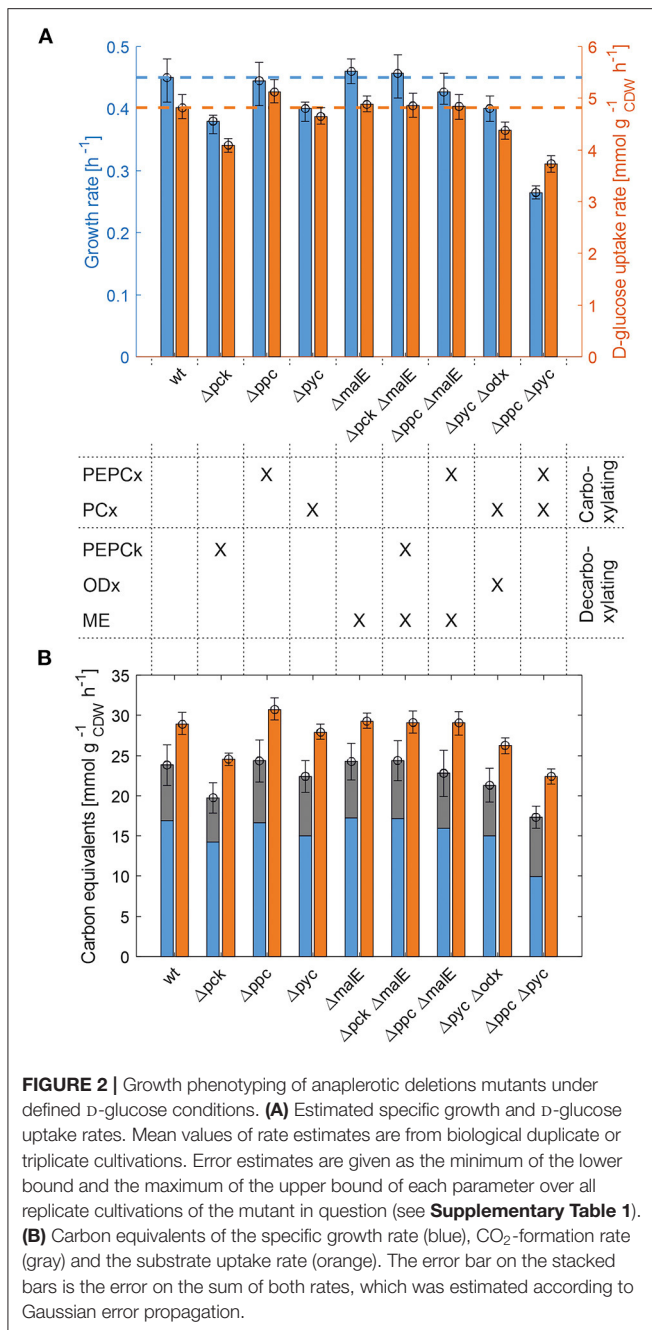 A
Growth rate [h⁻¹]
0.5
0.4
0.3
0.2
0.1
0
D-glucose uptake rate [mmol g⁻¹CDW h⁻¹]
6
5
4
3
2
1
0
wt
Δpck
Δppc
Δpyc
ΔmalE
Δpck ΔmalE
Δppc ΔmalE
Δpyc Δodx
Δppc Δpyc
PEPCx X X X
PCx X X X
Carbo-
xylating
PEPCk X X
ODx X
ME X X X
Decarbo-
xylating
B
Carbon equivalents [mmol g⁻¹CDW h⁻¹]
35
30
25
20
15
10
5
0
wt
Δpck
Δppc
Δpyc
ΔmalE
Δpck ΔmalE
Δppc ΔmalE
Δpyc Δodx
Δppc Δpyc
FIGURE 2 | Growth phenotyping of anaplerotic deletions mutants under
defined D-glucose conditions. (A) Estimated specific growth and D-glucose
uptake rates. Mean values of rate estimates are from biological duplicate or
triplicate cultivations. Error estimates are given as the minimum of the lower
bound and the maximum of the upper bound of each parameter over all
replicate cultivations of the mutant in question (see Supplementary Table 1).
(B) Carbon equivalents of the specific growth rate (blue), CO₂-formation rate
(gray) and the substrate uptake rate (orange). The error bar on the stacked
bars is the error on the sum of both rates, which was estimated according to
Gaussian error propagation.